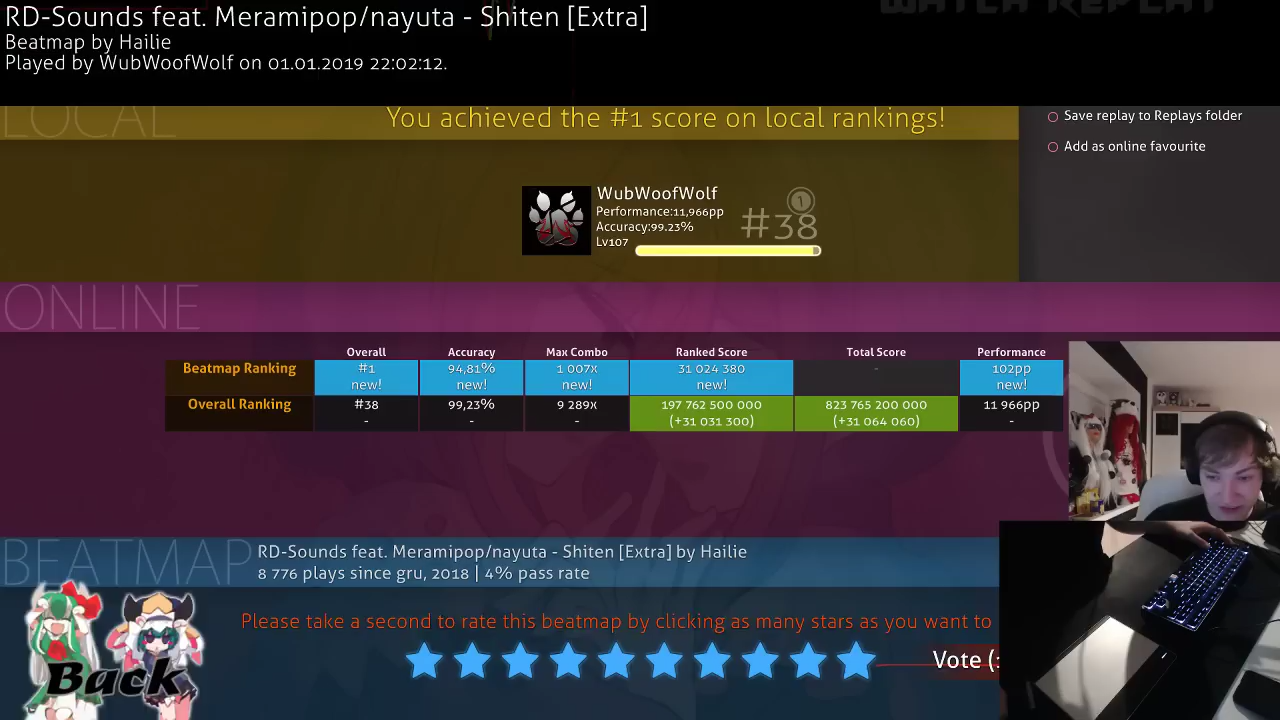 RD-Sounds feat. Meramipop/nayuta - Shiten [Extra]
Beatmap by Hailie
Played by WubWoofWolf on 01.01.2019 22:02:12.
WATCH REPLAY
LOCAL
You achieved the #1 score on local rankings!
Save replay to Replays folder
Add as online favourite
WubWoofWolf
Performance:11,966pp
Accuracy:99.23%
Lv107
#38
1
ONLINE
Overall Accuracy Max Combo Ranked Score Total Score Performance
Beatmap Ranking #1 94,81% 1 007x 31 024 380 - 102pp
new! new! new! new! new!
Overall Ranking #38 99,23% 9 289x 197 762 500 000 823 765 200 000 11 966pp
- - - (+31 031 300) (+31 064 060) -
BEATMAP
RD-Sounds feat. Meramipop/nayuta - Shiten [Extra] by Hailie
8 776 plays since gru, 2018 | 4% pass rate
Please take a second to rate this beatmap by clicking as many stars as you want to
Vote (
Back